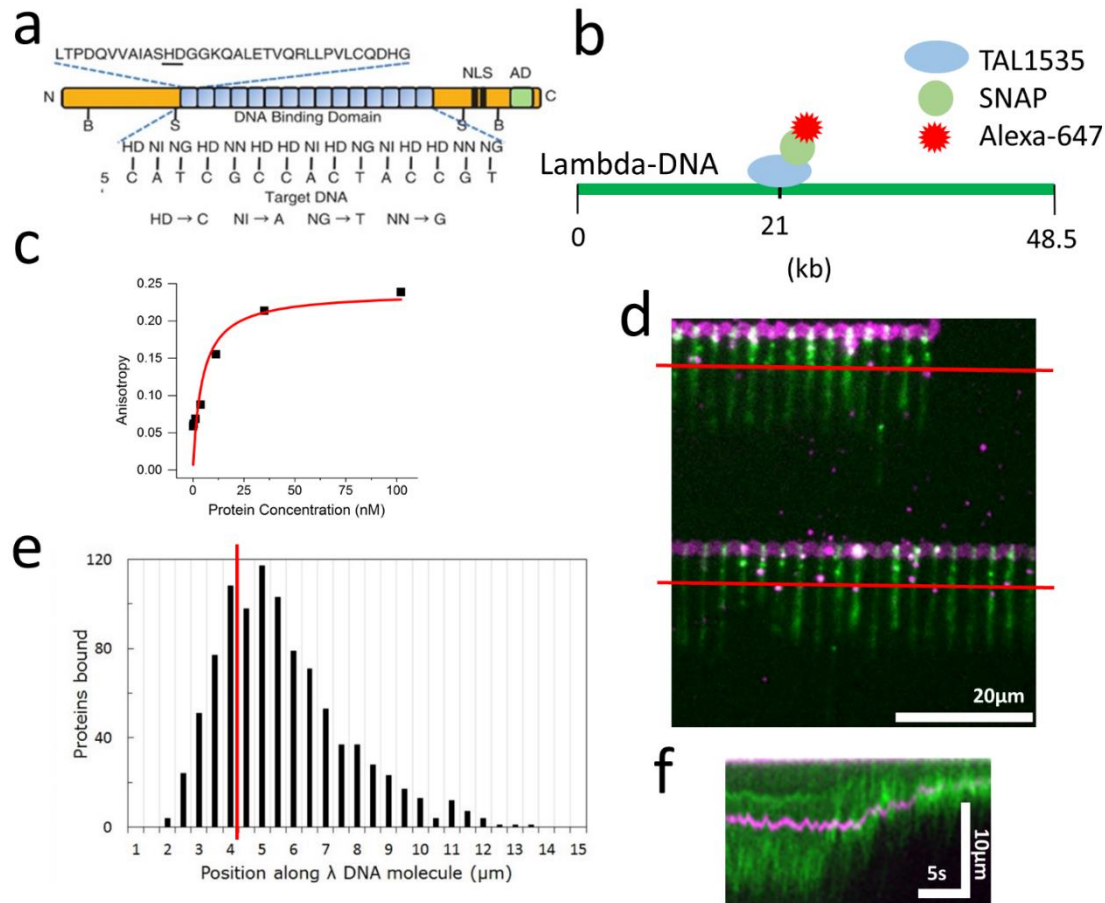 a
LTPDQVVAIASHDGGKQALETVQRLLPVLCQDHG
NLS AD
N C
DNA Binding Domain
B S S B
HD NI NG HD NN HD HD NI HD NG NI HD HD NN NG
5' C A T C G C C A C T A C C G T
Target DNA
HD → C NI → A NG → T NN → G
b
TAL1535
SNAP
Alexa-647
Lambda-DNA
0 21 48.5
(kb)
c
0.25
0.20
0.15
0.10
0.05
0.00
Anisotropy
0 25 50 75 100
Protein Concentration (nM)
d
20μm
e
120
80
40
0
Proteins bound
1 2 3 4 5 6 7 8 9 10 11 12 13 14 15
Position along λ DNA molecule (μm)
f
5s
10μm